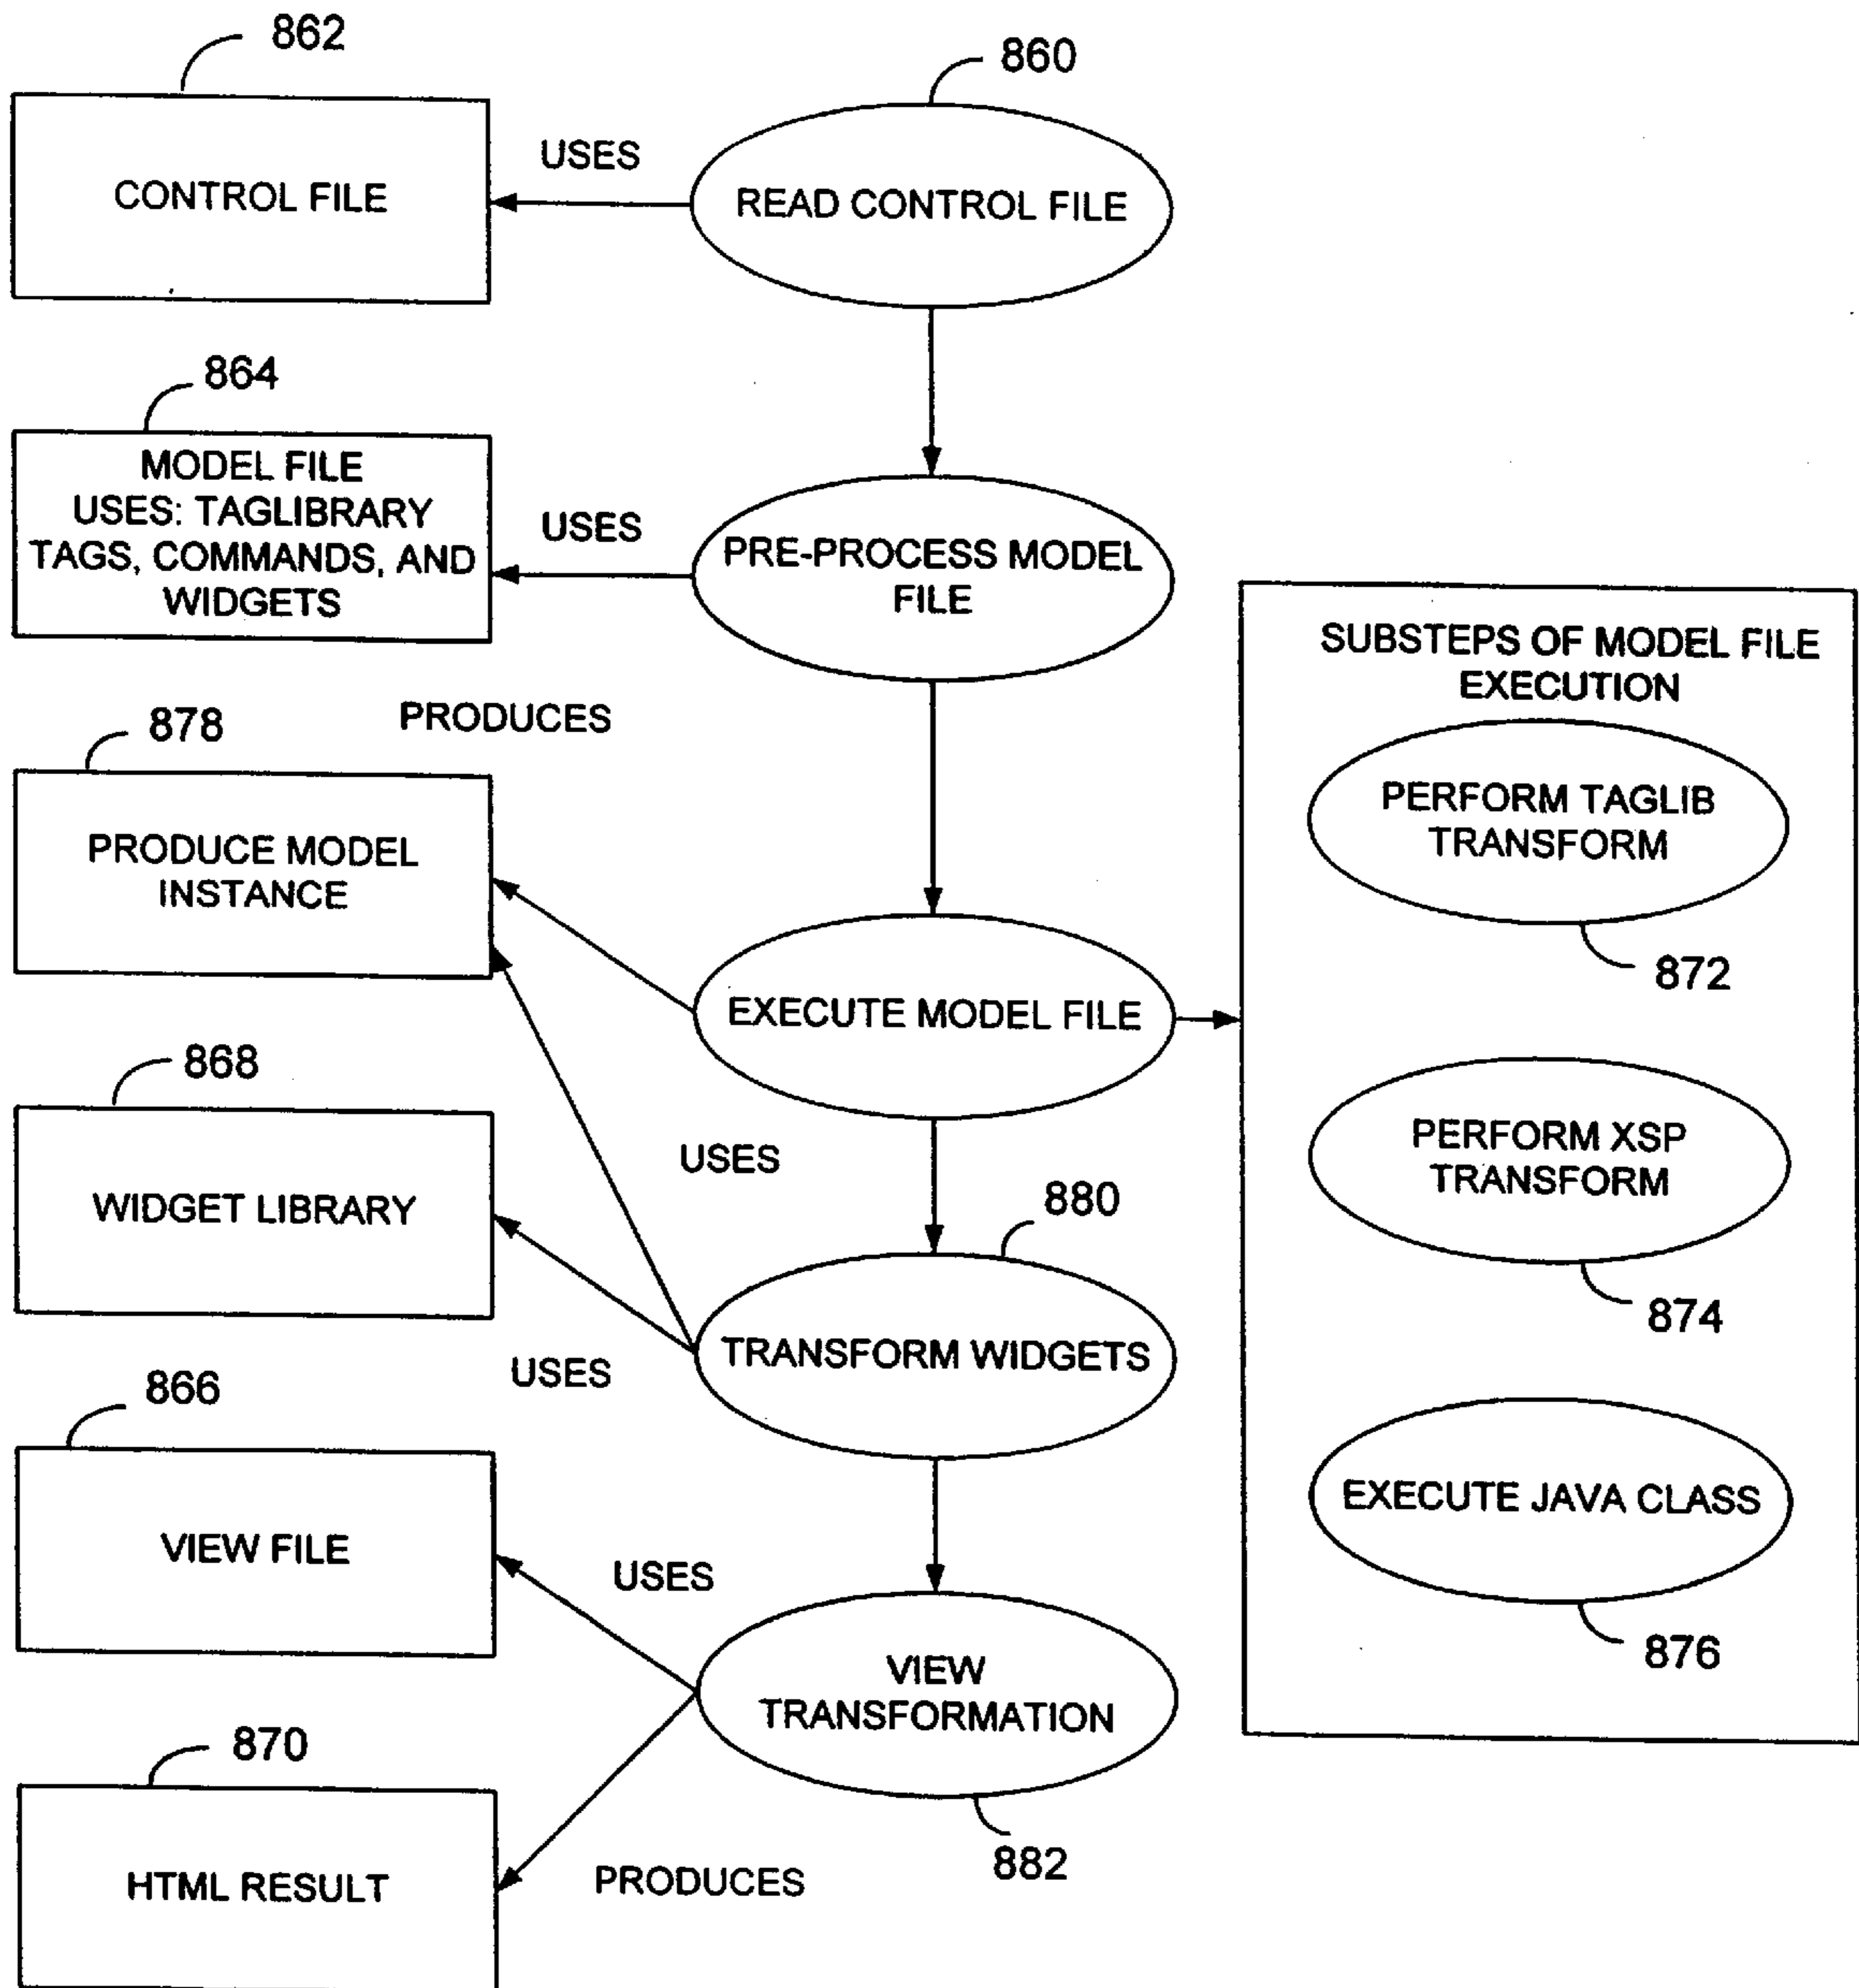 862
860
CONTROL FILE
USES
READ CONTROL FILE
864
MODEL FILE
USES: TAGLIBRARY
TAGS, COMMANDS, AND
WIDGETS
USES
PRE-PROCESS MODEL
FILE
SUBSTEPS OF MODEL FILE
EXECUTION
PERFORM TAGLIB
TRANSFORM
872
PERFORM XSP
TRANSFORM
874
EXECUTE JAVA CLASS
876
878
PRODUCES
PRODUCE MODEL
INSTANCE
EXECUTE MODEL FILE
868
USES
WIDGET LIBRARY
880
TRANSFORM WIDGETS
USES
866
VIEW FILE
USES
VIEW
TRANSFORMATION
882
870
HTML RESULT
PRODUCES